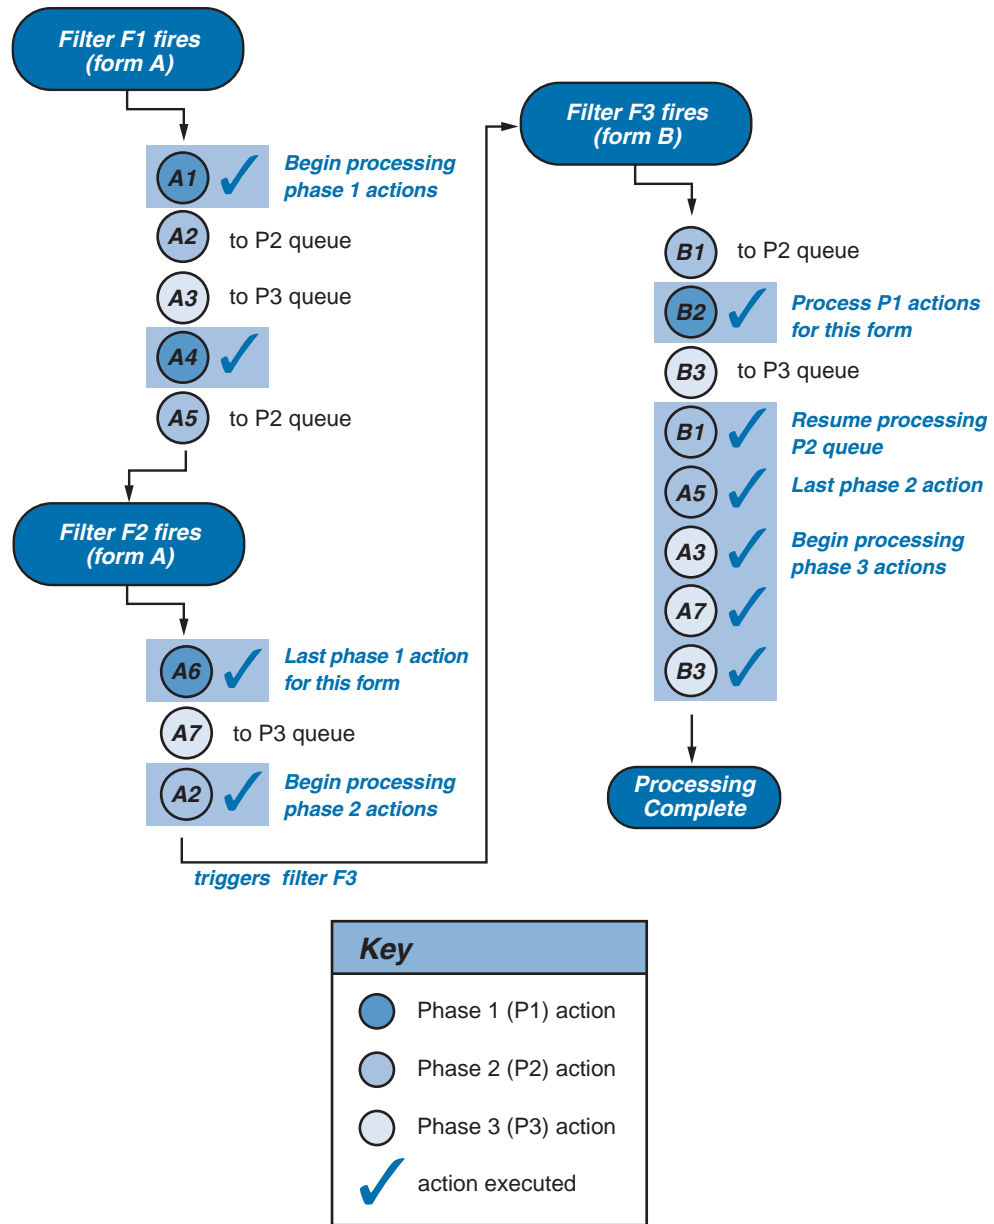 Filter F1 fires
(form A)
A1
Begin processing
phase 1 actions
A2
to P2 queue
A3
to P3 queue
A4
A5
to P2 queue
Filter F2 fires
(form A)
A6
Last phase 1 action
for this form
A7
to P3 queue
A2
Begin processing
phase 2 actions
triggers filter F3
Filter F3 fires
(form B)
B1
to P2 queue
B2
Process P1 actions
for this form
B3
to P3 queue
B1
Resume processing
P2 queue
A5
Last phase 2 action
A3
Begin processing
phase 3 actions
A7
B3
Processing
Complete
Key
Phase 1 (P1) action
Phase 2 (P2) action
Phase 3 (P3) action
action executed